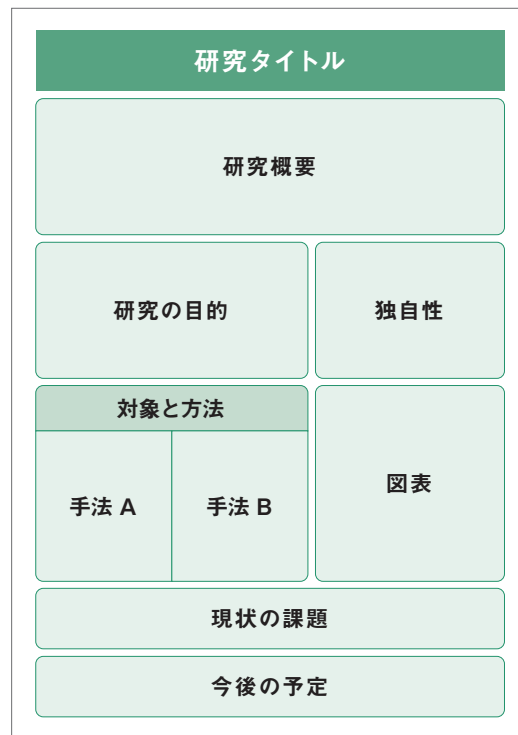 研究タイトル
研究概要
研究の目的
独自性
対象と方法
手法 A
手法 B
図表
現状の課題
今後の予定